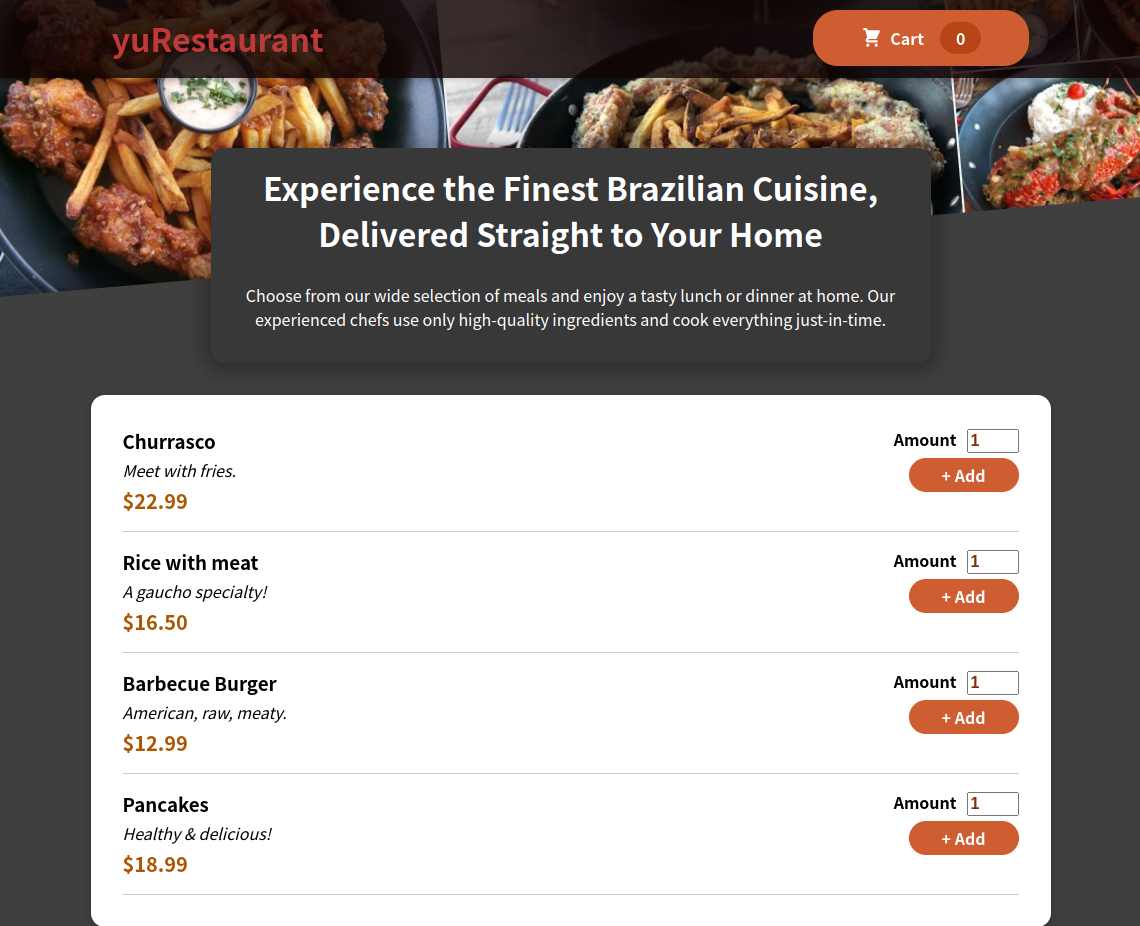 yuRestaurant
Cart 0
Experience the Finest Brazilian Cuisine,
Delivered Straight to Your Home
Choose from our wide selection of meals and enjoy a tasty lunch or dinner at home. Our
experienced chefs use only high-quality ingredients and cook everything just-in-time.
Churrasco
Meet with fries.
$22.99
Amount 1
+ Add
Rice with meat
A gaucho specialty!
$16.50
Amount 1
+ Add
Barbecue Burger
American, raw, meaty.
$12.99
Amount 1
+ Add
Pancakes
Healthy & delicious!
$18.99
Amount 1
+ Add